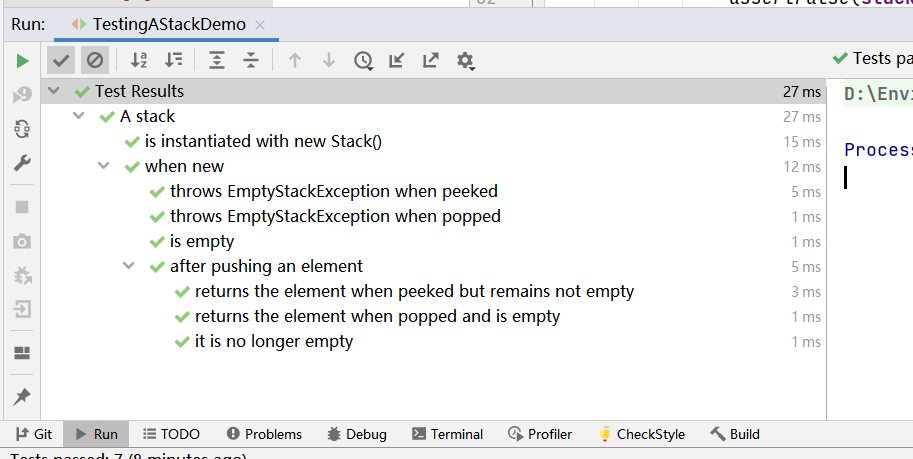 assertFalse(stack
Run: TestingAStackDemo
Tests pa
Test Results 27 ms
A stack 27 ms
is instantiated with new Stack() 15 ms
when new 12 ms
throws EmptyStackException when peeked 5 ms
throws EmptyStackException when popped 1 ms
is empty 1 ms
after pushing an element 5 ms
returns the element when peeked but remains not empty 3 ms
returns the element when popped and is empty 1 ms
it is no longer empty 1 ms
D:\Env
Process
Git Run TODO Problems Debug Terminal Profiler CheckStyle Build
Tests passed: 7 (8 minutes ago)